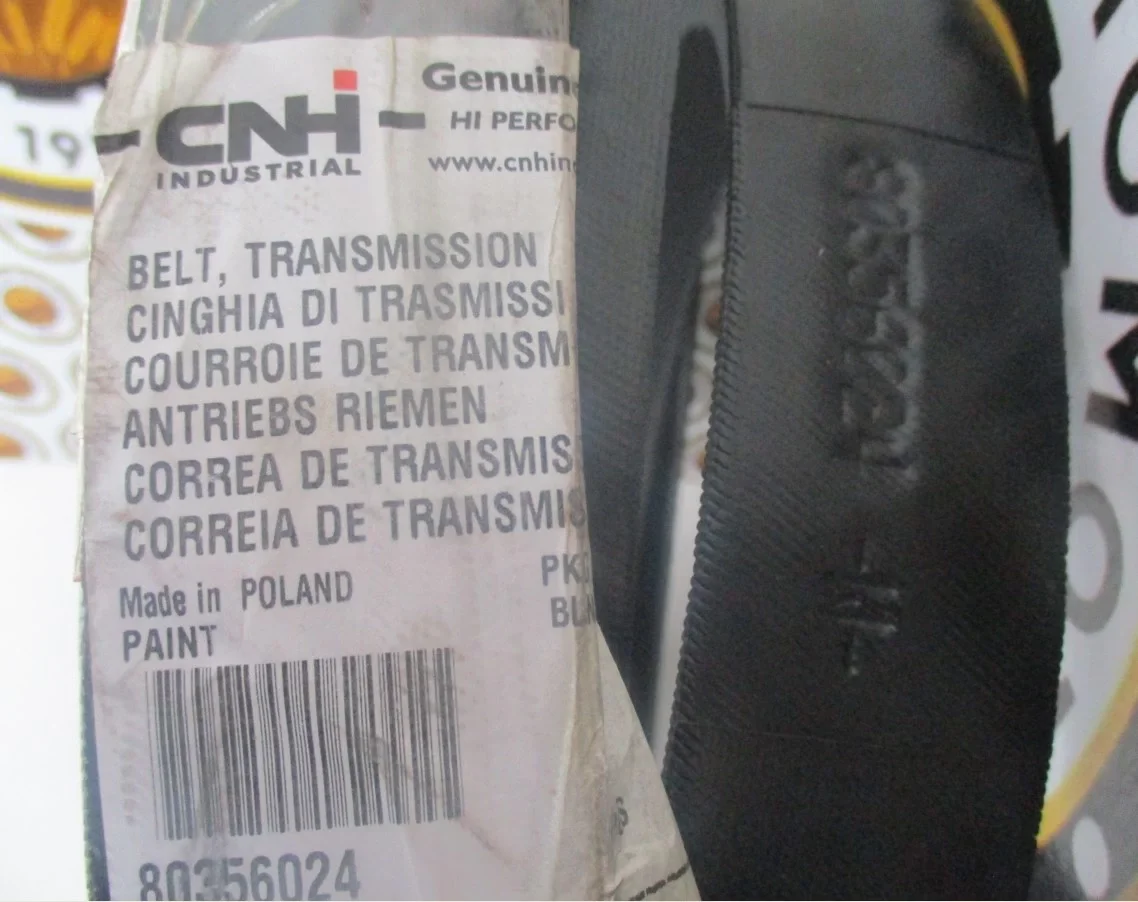 CNH
INDUSTRIAL
Genuin
HI PERFO
www.cnhin
BELT, TRANSMISSION
CINGHIA DI TRASMISSI
COURROIE DE TRANSM
ANTRIEBS RIEMEN
CORREA DE TRANSMIS
CORREIA DE TRANSMIS
Made in POLAND
PAINT
80356024
19